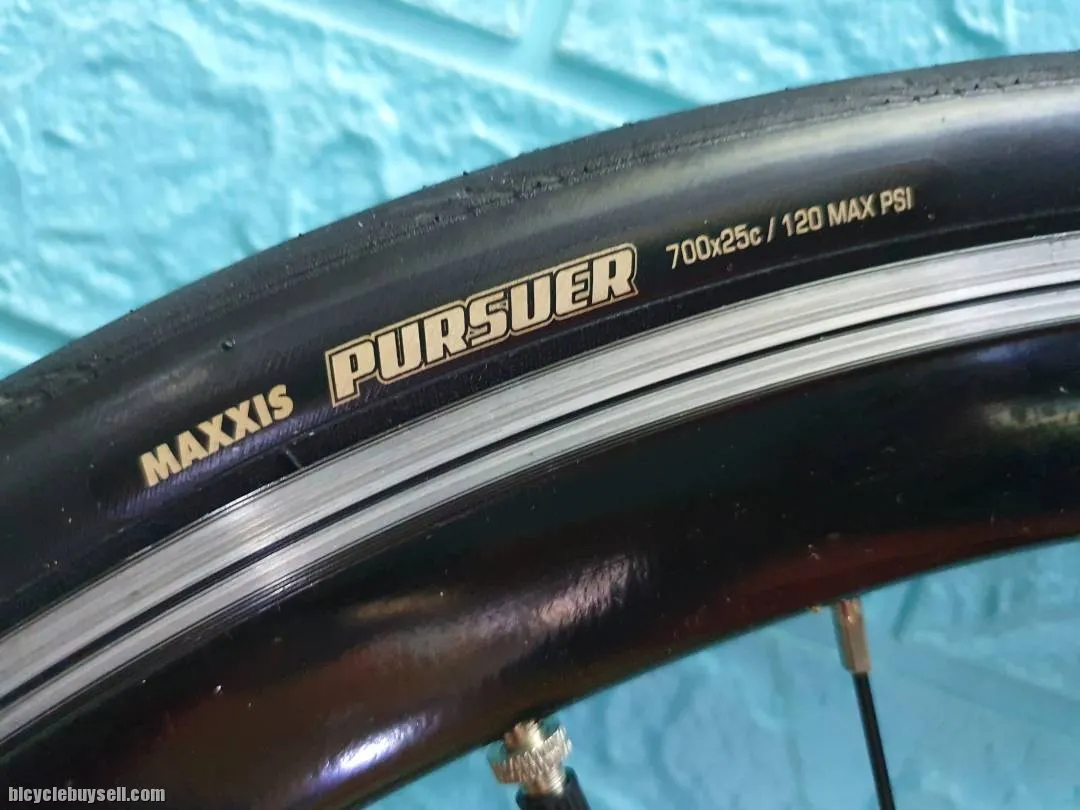 MAXXIS PURSUER 700x25c / 120 MAX PSI
bicyclebuysell.com